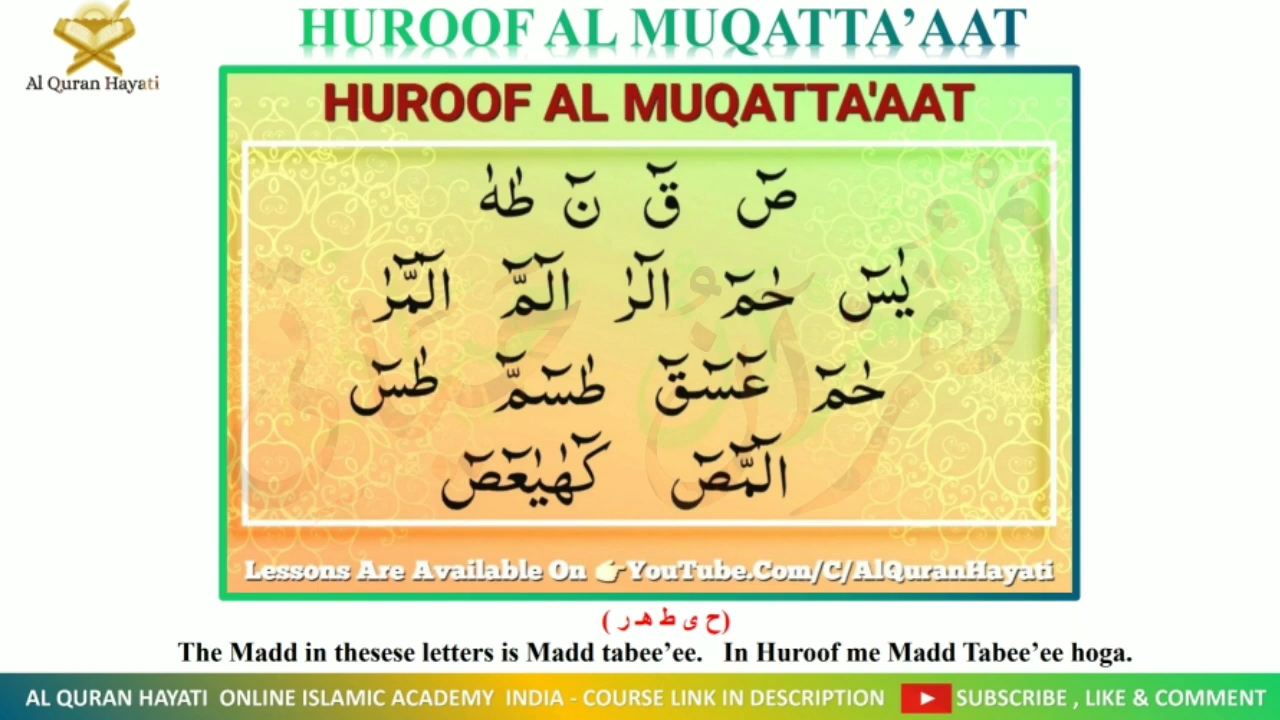 Al Quran Hayati
HUROOF AL MUQATTA’AAT
HUROOF AL MUQATTA'AAT
صٓ قٓ نٓ طٰهٰ
يٰسٓ حٰمٓ الٓرٰ الٓمّٓ الٓمّٓرٰ
حٰمٓ عٓسٓقٓ طٰسٓمّٓ طٰسٓ
الٓمّٓصٓ كٓهٰيٰعٓصٓ
Lessons Are Available On 👉YouTube.Com/C/AlQuranHayati
(ح ی ط ھ ر )
The Madd in thesese letters is Madd tabee’ee. In Huroof me Madd Tabee’ee hoga.
AL QURAN HAYATI ONLINE ISLAMIC ACADEMY INDIA - COURSE LINK IN DESCRIPTION SUBSCRIBE , LIKE & COMMENT